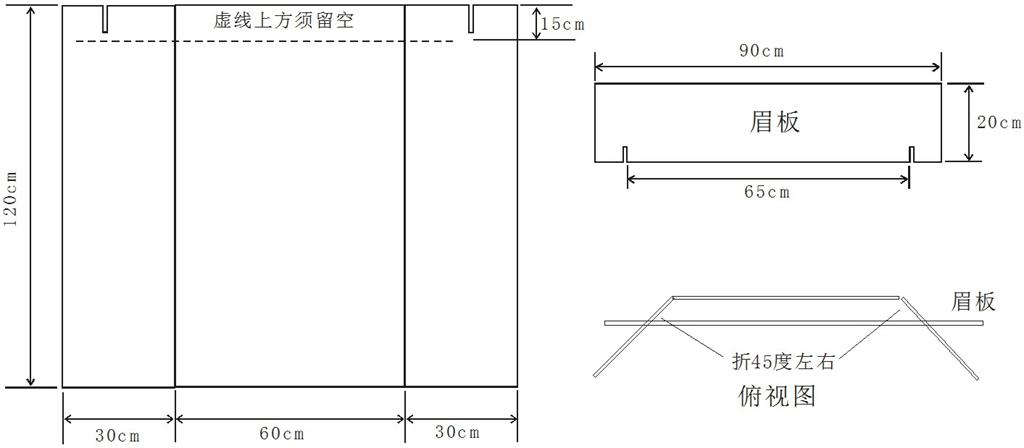 虚线上方须留空
15cm
120cm
30cm
60cm
30cm
90cm
眉板
20cm
65cm
眉板
折45度左右
俯视图